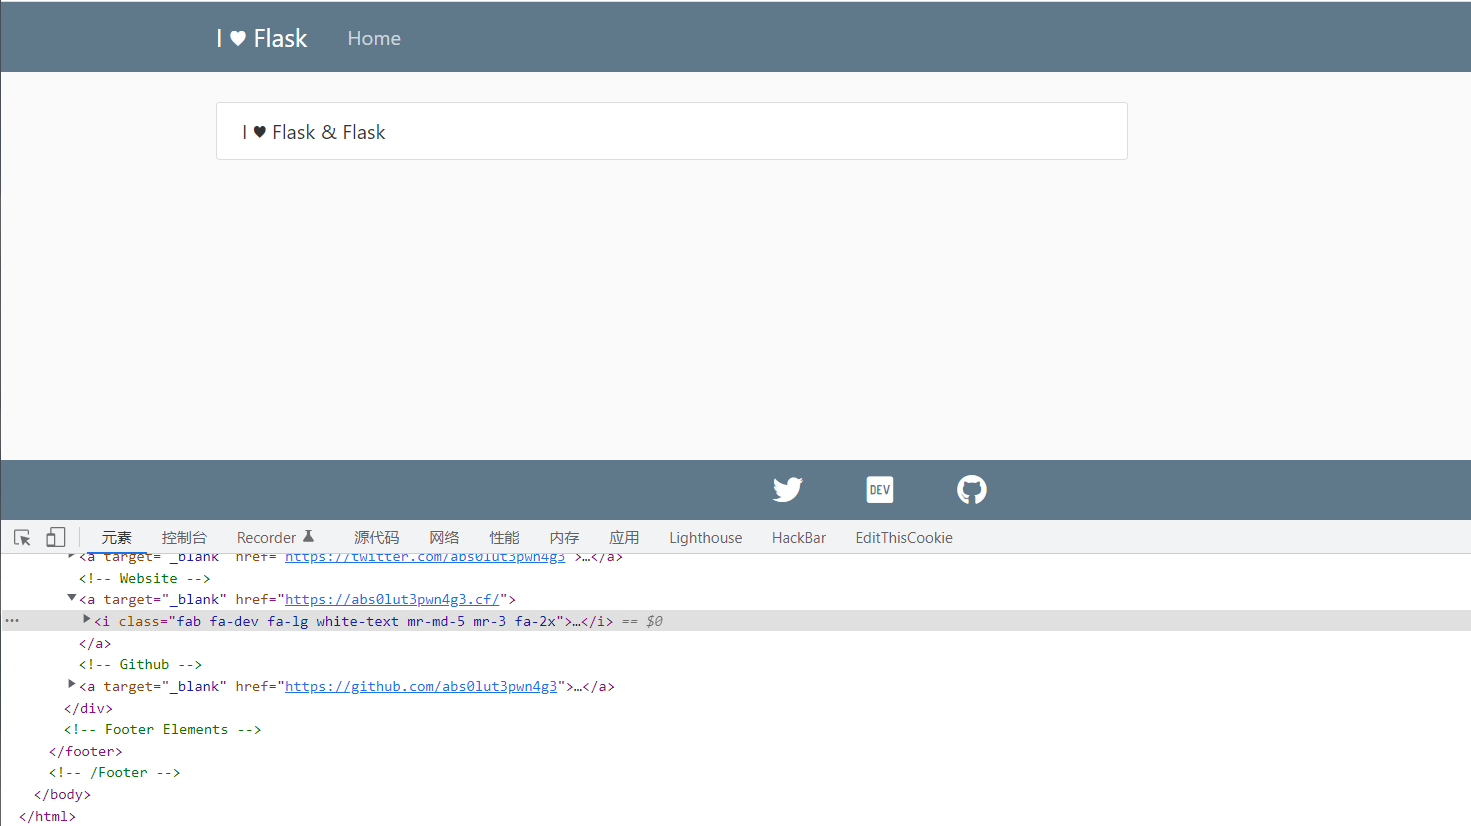 I ♥ Flask Home
I ♥ Flask & Flask
DEV
元素 控制台 Recorder 源代码 网络 性能 内存 应用 Lighthouse HackBar EditThisCookie
<a target="_blank" href="https://twitter.com/abs0lut3pwn4g3">…</a>
<!-- Website -->
<a target="_blank" href="https://abs0lut3pwn4g3.cf/">
<i class="fab fa-dev fa-lg white-text mr-md-5 mr-3 fa-2x">…</i> == $0
</a>
<!-- Github -->
<a target="_blank" href="https://github.com/abs0lut3pwn4g3">…</a>
</div>
<!-- Footer Elements -->
</footer>
<!-- /Footer -->
</body>
</html>